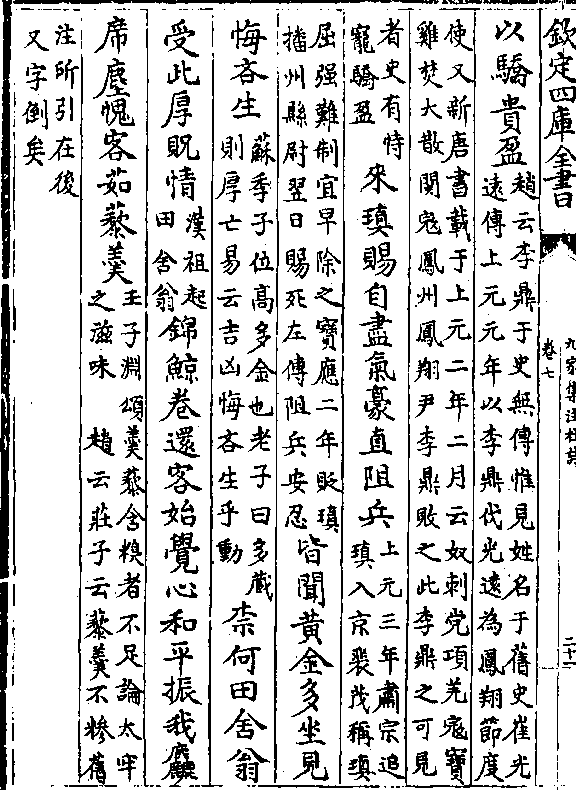 欽定四庫全書
九家集注杜詩
卷七
二十一
以驕貴盈趙云李鼎于史無傳惟見姓名于舊史崔光
遠傳上元元年以李鼎代光遠為鳳翔節度
使又新唐書載于上元二年二月云奴刺党項羌寇寳
雞焚大散關寇鳳州鳳翔尹李鼎敗之此李鼎之可見
者史有恃
寵驕盈
來瑱賜自盡氣豪直阻兵上元三年肅宗追
瑱入京裴茂稱瑱
屈强難制宜早除之寳應二年貶瑱
播州縣尉翌日賜死左傳阻兵安忍
皆聞黄金多坐見
悔吝生蘇季子位高多金也老子曰多藏
則厚亡易云吉凶悔吝生乎動
柰何田舍翁
受此厚貺情漢祖起
田舍翁
錦鯨卷還客始覺心和平振我麤
席塵愧客茹藜羮王子淵頌羮藜含糗者不足論太牢
之滋味 趙云莊子云藜羮不糝舊
注所引在後
又字倒矣